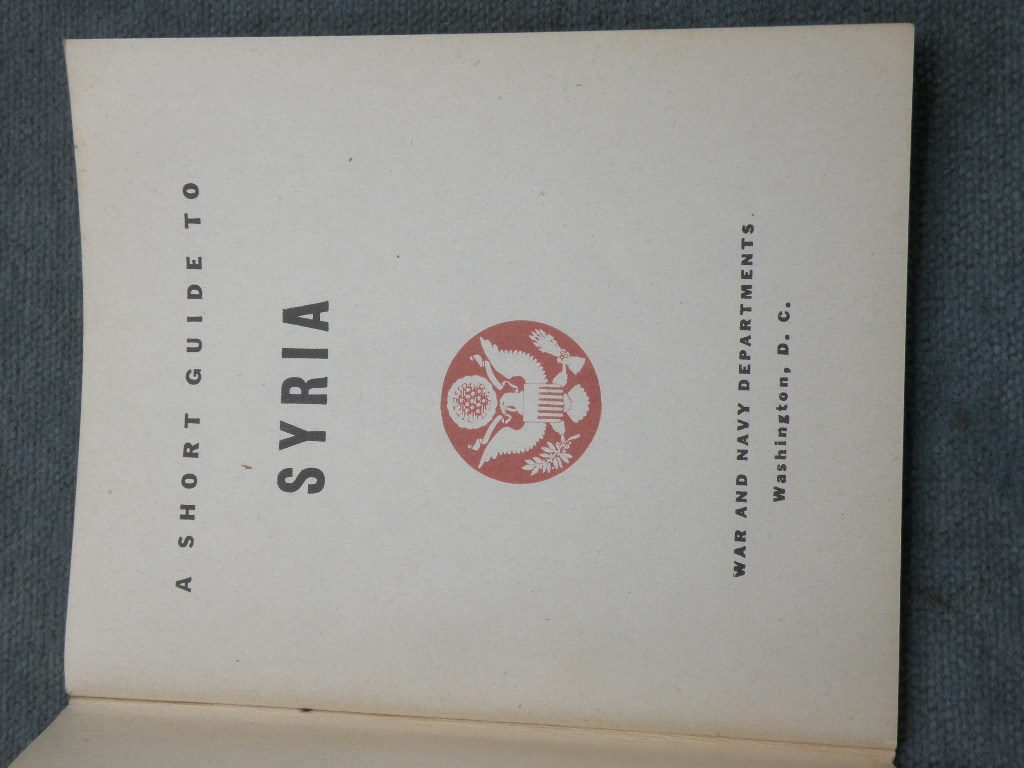 A SHORT GUIDE TO
SYRIA
WAR AND NAVY DEPARTMENTS
Washington, D. C.